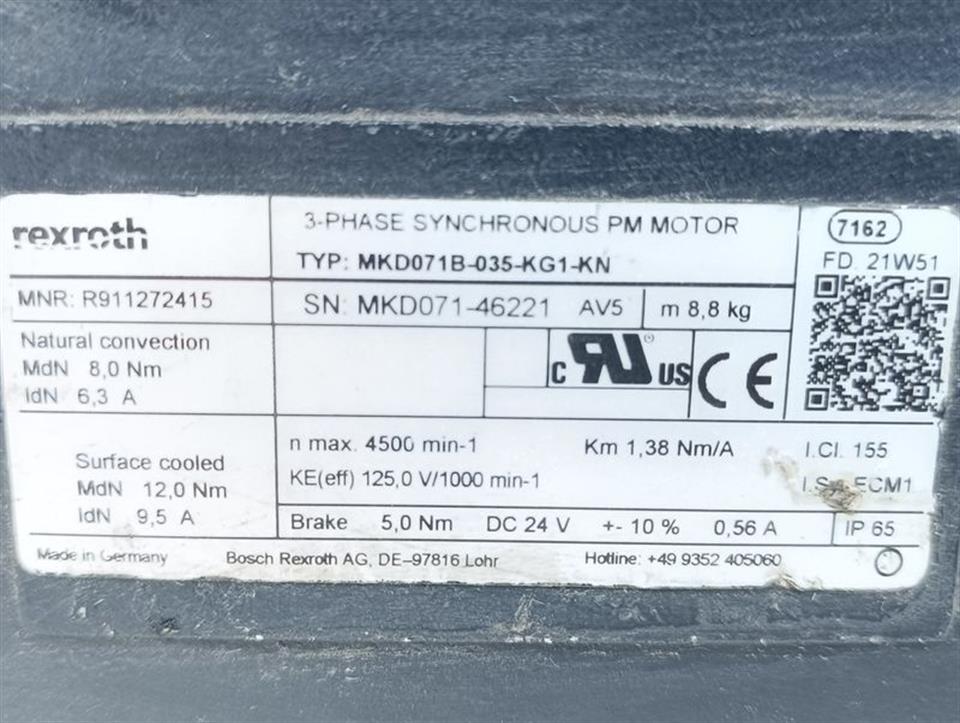 rexroth
3-PHASE SYNCHRONOUS PM MOTOR
TYP: MKD071B-035-KG1-KN
7162
FD. 21W51
MNR: R911272415
SN: MKD071-46221 AV5 m 8,8 kg
Natural convection
MdN 8,0 Nm
IdN 6,3 A
c RU ® US CE
Surface cooled
MdN 12,0 Nm
IdN 9,5 A
n max. 4500 min-1 Km 1,38 Nm/A I.Cl. 155
KE(eff) 125,0 V/1000 min-1 ECM1
Brake 5,0 Nm DC 24 V +- 10 % 0,56 A IP 65
Made in Germany Bosch Rexroth AG, DE-97816 Lohr Hotline: +49 9352 405060